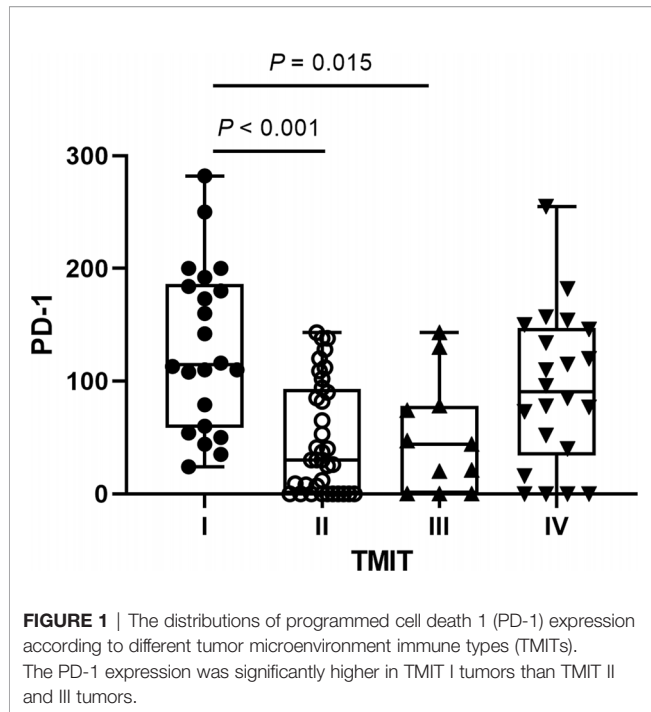 P = 0.015
P < 0.001
300
200
100
0
PD-1
I II III IV
TMIT
FIGURE 1 | The distributions of programmed cell death 1 (PD-1) expression
according to different tumor microenvironment immune types (TMITs).
The PD-1 expression was significantly higher in TMIT I tumors than TMIT II
and III tumors.